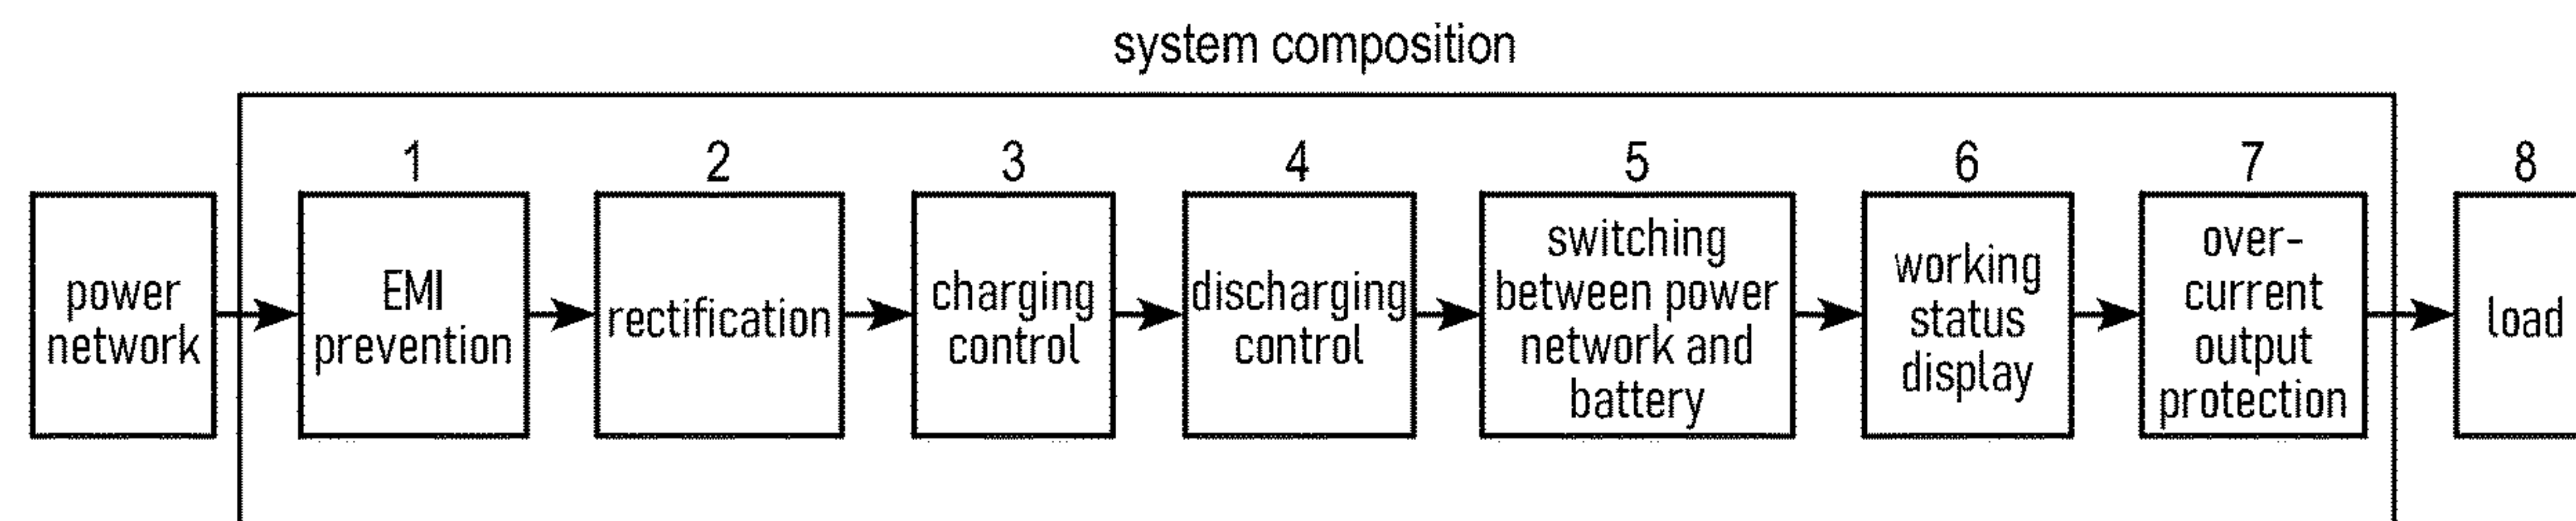 system composition
1
2
3
4
5
6
7
8
power
network
EMI
prevention
rectification
charging
control
discharging
control
switching
between power
network and
battery
working
status
display
over-
current
output
protection
load